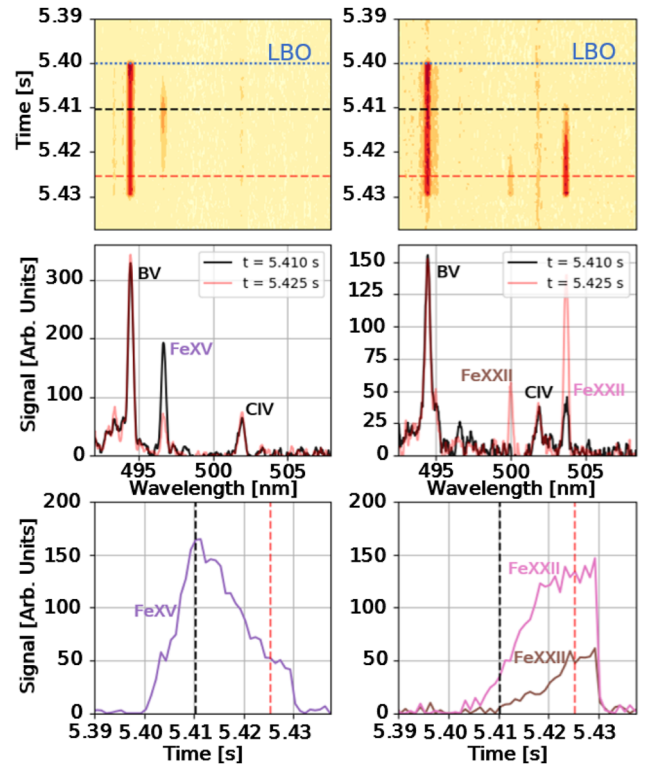 5.39
5.40
5.41
5.42
5.43
Time [s]
LBO
5.39
5.40
5.41
5.42
5.43
LBO
300
200
100
0
Signal [Arb. Units]
BV
FeXV
CIV
t = 5.410 s
t = 5.425 s
495 500 505
Wavelength [nm]
150
125
100
75
50
25
0
BV
FeXXII
CIV
FeXXII
t = 5.410 s
t = 5.425 s
495 500 505
Wavelength [nm]
200
150
100
50
0
Signal [Arb. Units]
FeXV
5.39 5.40 5.41 5.42 5.43
Time [s]
200
150
100
50
0
FeXXII
FeXXII
5.39 5.40 5.41 5.42 5.43
Time [s]